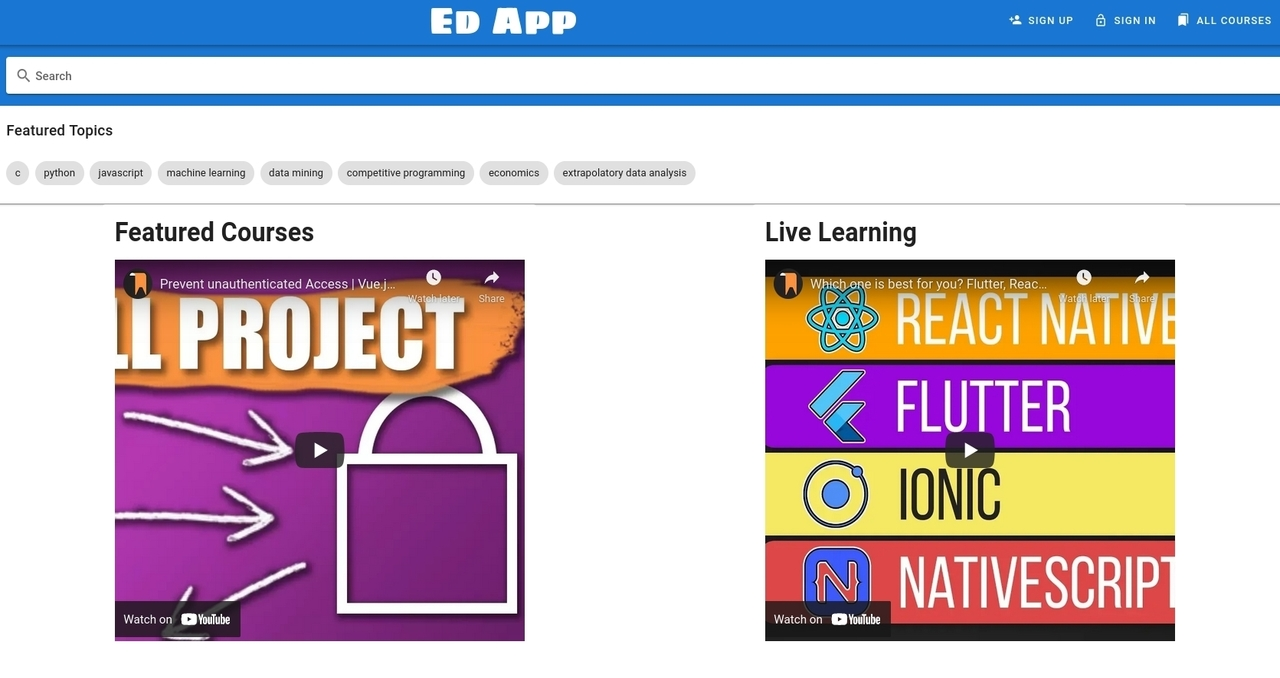 Ed App
SIGN UP
SIGN IN
ALL COURSES
Search
Featured Topics
c
python
javascript
machine learning
data mining
competitive programming
economics
extrapolatory data analysis
Featured Courses
Prevent unauthenticated Access | Vue.j...
Watch later
Share
LL PROJECT
Watch on YouTube
Live Learning
Which one is best for you? Flutter, Reac...
Watch later
Share
REACT NATIVE
FLUTTER
IONIC
NATIVESCRIPT
Watch on YouTube